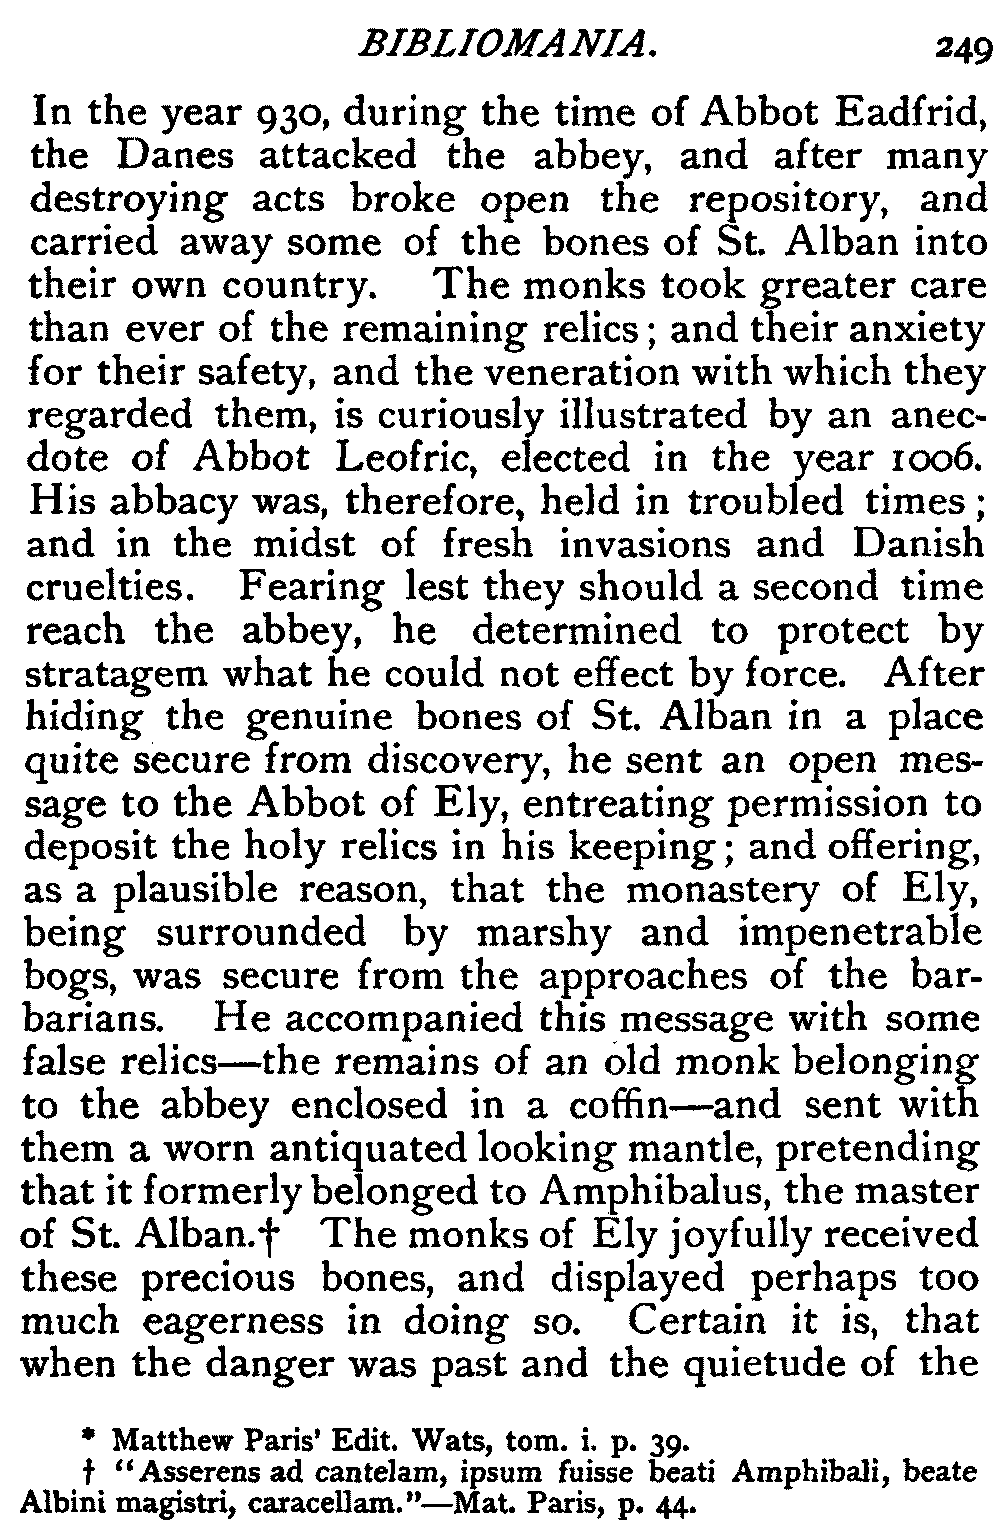 BIBLIOMANIA. 249
In the year 930, during the time of Abbot Eadfrid,
the Danes attacked the abbey, and after many
destroying acts broke open the repository, and
carried away some of the bones of St. Alban into
their own country. The monks took greater care
than ever of the remaining relics; and their anxiety
for their safety, and the veneration with which they
regarded them, is curiously illustrated by an anec-
dote of Abbot Leofric, elected in the year 1006.
His abbacy was, therefore, held in troubled times;
and in the midst of fresh invasions and Danish
cruelties. Fearing lest they should a second time
reach the abbey, he determined to protect by
stratagem what he could not effect by force. After
hiding the genuine bones of St. Alban in a place
quite secure from discovery, he sent an open mes-
sage to the Abbot of Ely, entreating permission to
deposit the holy relics in his keeping; and offering,
as a plausible reason, that the monastery of Ely,
being surrounded by marshy and impenetrable
bogs, was secure from the approaches of the bar-
barians. He accompanied this message with some
false relics—the remains of an old monk belonging
to the abbey enclosed in a coffin—and sent with
them a worn antiquated looking mantle, pretending
that it formerly belonged to Amphibalus, the master
of St. Alban.† The monks of Ely joyfully received
these precious bones, and displayed perhaps too
much eagerness in doing so. Certain it is, that
when the danger was past and the quietude of the
* Matthew Paris' Edit. Wats, tom. i. p. 39.
† "Asserens ad cantelam, ipsum fuisse beati Amphibali, beate
Albini magistri, caracellam."—Mat. Paris, p. 44.